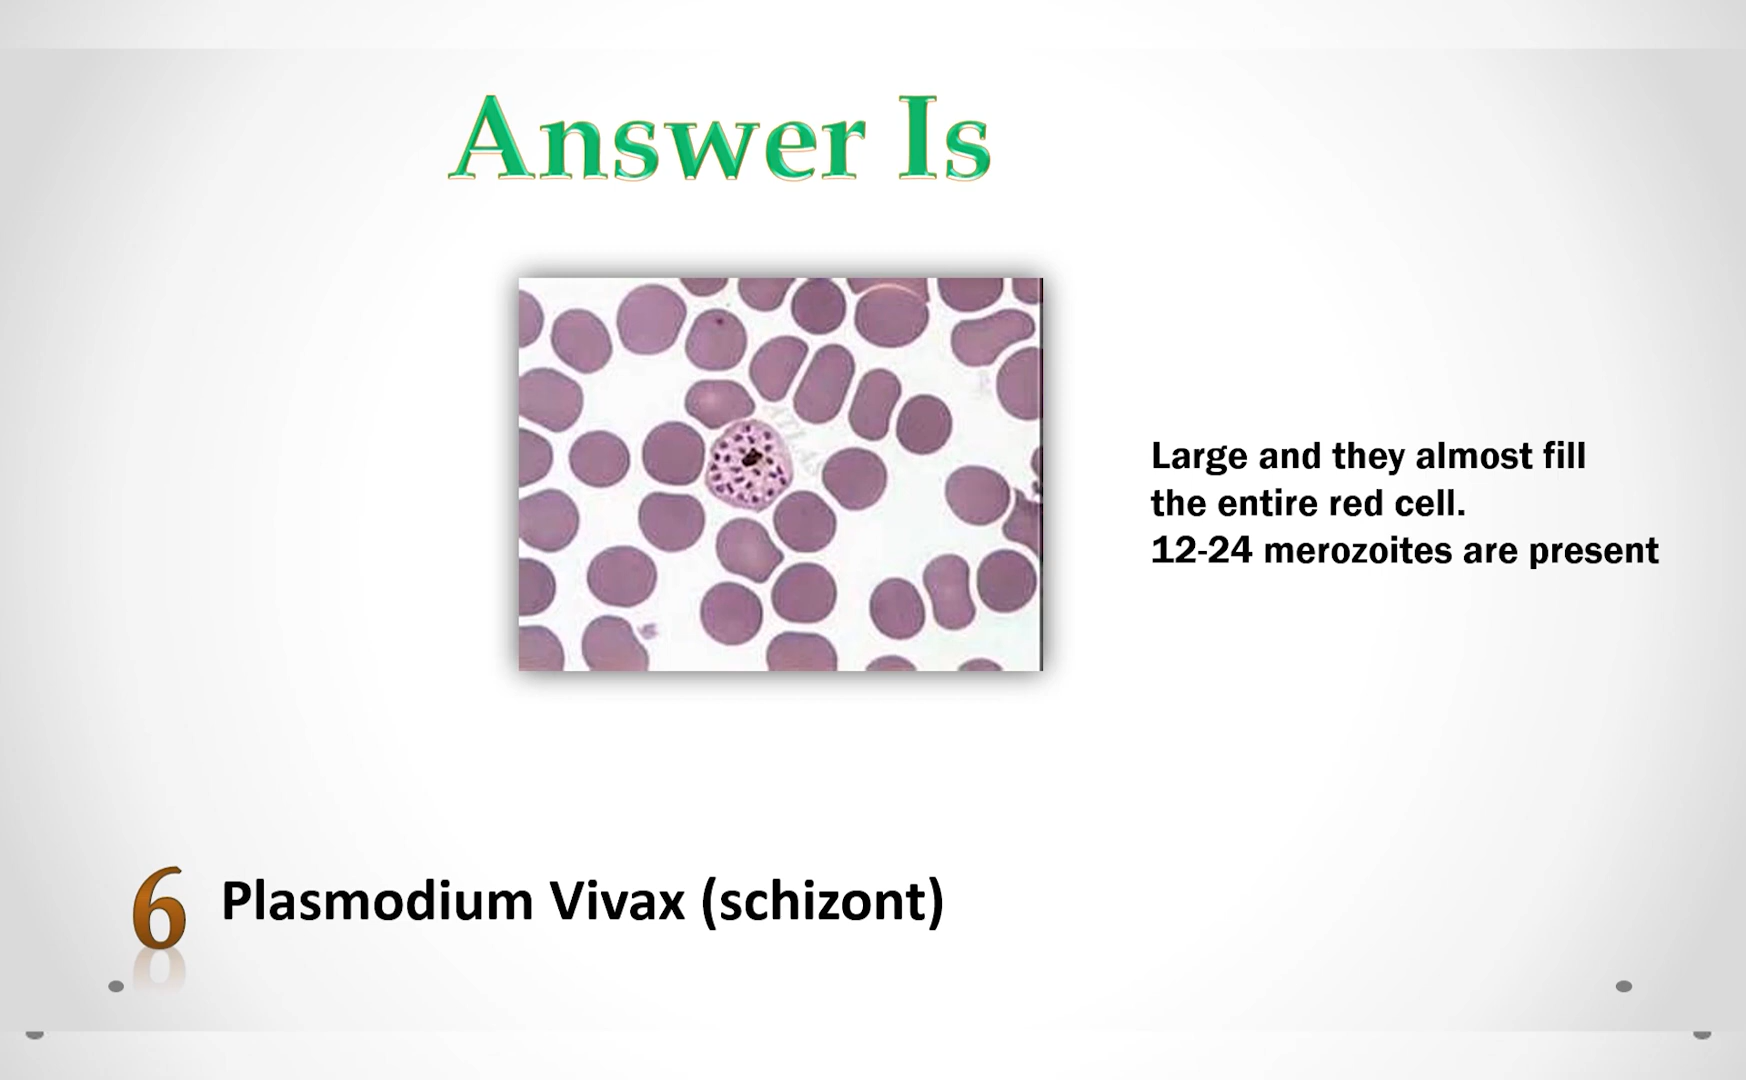 Answer Is
Large and they almost fill
the entire red cell.
12-24 merozoites are present
6 Plasmodium Vivax (schizont)